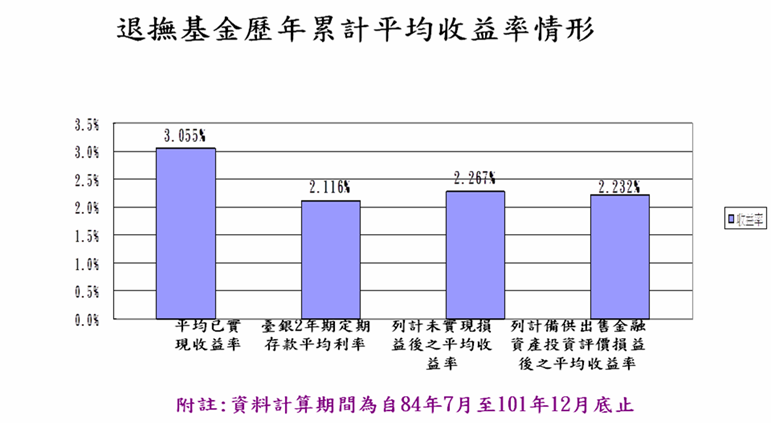 退撫基金歷年累計平均收益率情形
3.5%
3.0%
2.5%
2.0%
1.5%
1.0%
0.5%
0.0%
3.055%
2.116%
2.267%
2.232%
平均已實
現收益率
臺銀2年期定期
存款平均利率
列計未實現損
益後之平均收
益率
列計備供出售金融
資產投資評價損益
後之平均收益率
收益率
附註:資料計算期間為自84年7月至101年12月底止